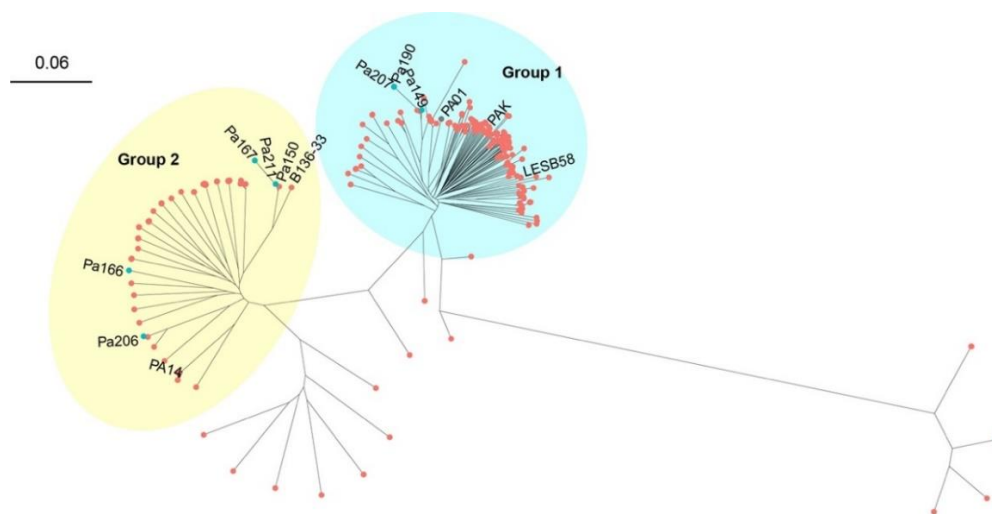 0.06
Group 1
Pa207
Pa190
Pa149
PA01
PAK
LESB58
Group 2
Pa167
Pa217
Pa150
B136-33
Pa166
Pa206
PA14